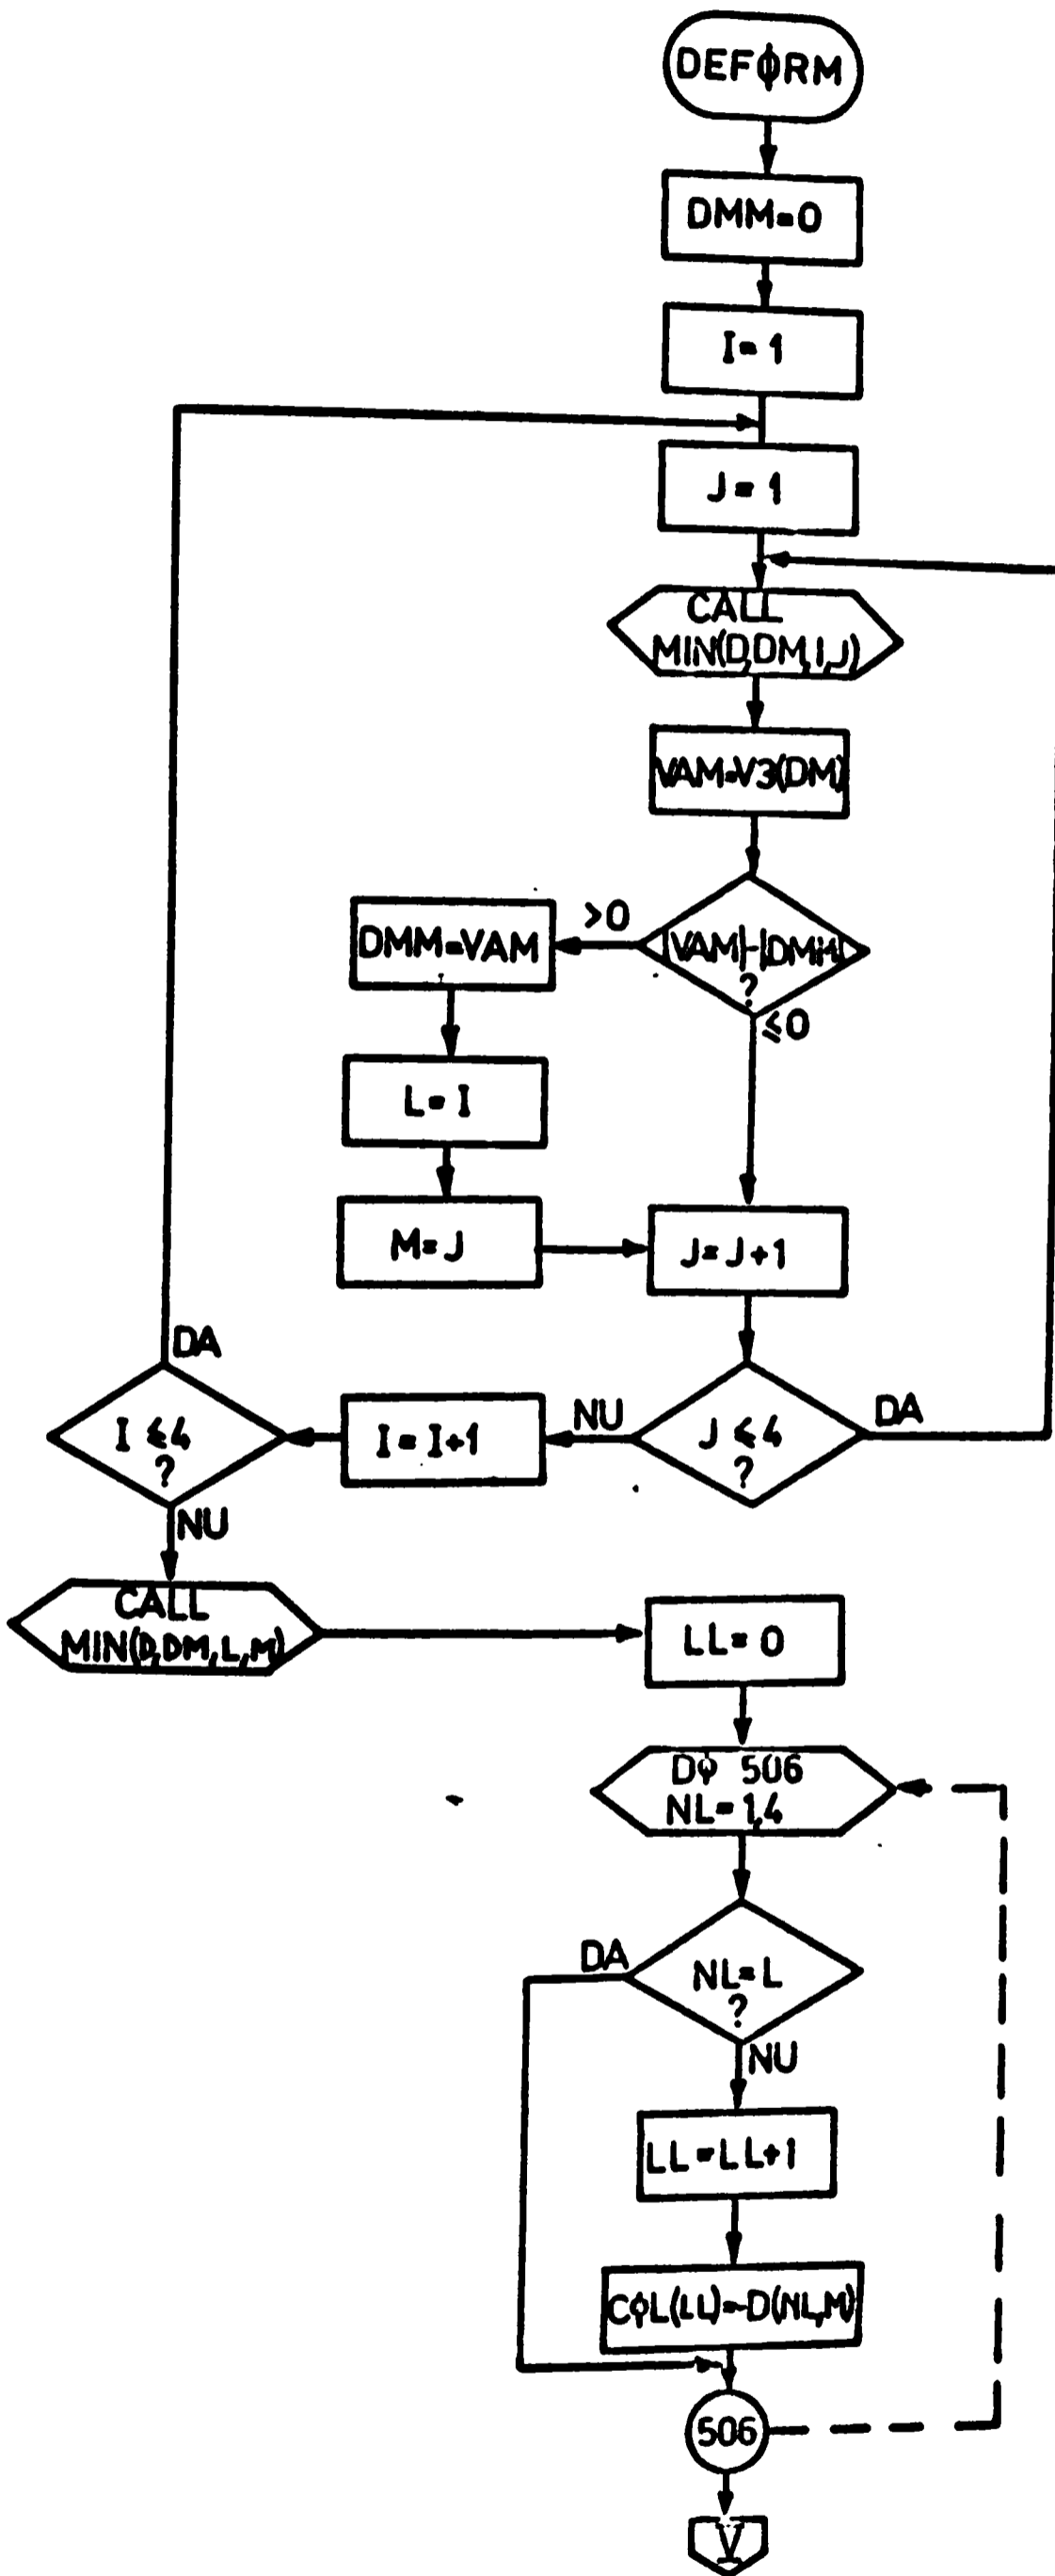 DEFϕRM
DMM=0
I=1
J=1
CALL
MIN(D,DM,I,J)
VAM=V3(DM)
>0
DMM=VAM
|VAM|-|DMM|
?
≤0
L=I
M=J
J=J+1
DA
I≤4
?
I=I+1
NU
J≤4
?
DA
NU
CALL
MIN(D,DM,L,M)
LL=0
Dϕ 506
NL=1,4
DA
NL=L
?
NU
LL=LL+1
CϕL(LL)=-D(NL,M)
506
V